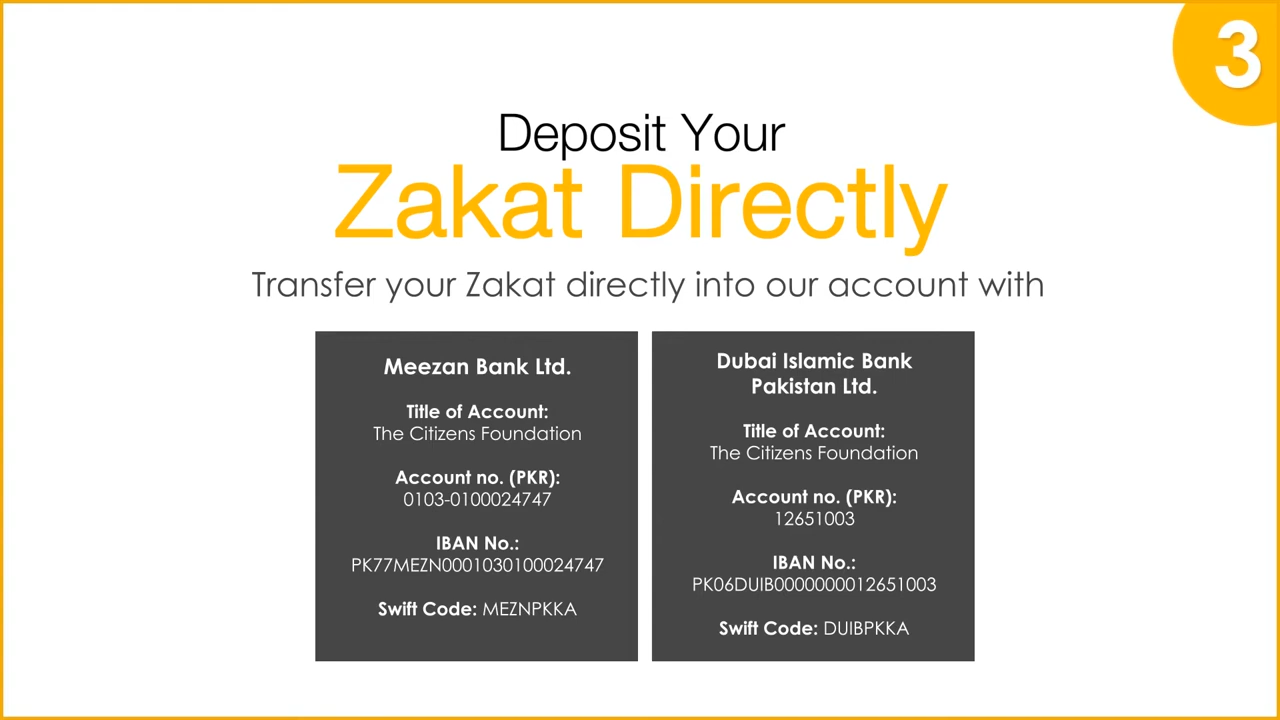 3
Deposit Your
Zakat Directly
Transfer your Zakat directly into our account with
Meezan Bank Ltd.
Title of Account:
The Citizens Foundation
Account no. (PKR):
0103-0100024747
IBAN No.:
PK77MEZN0001030100024747
Swift Code: MEZNPKKA
Dubai Islamic Bank
Pakistan Ltd.
Title of Account:
The Citizens Foundation
Account no. (PKR):
12651003
IBAN No.:
PK06DUIB0000000012651003
Swift Code: DUIBPKKA